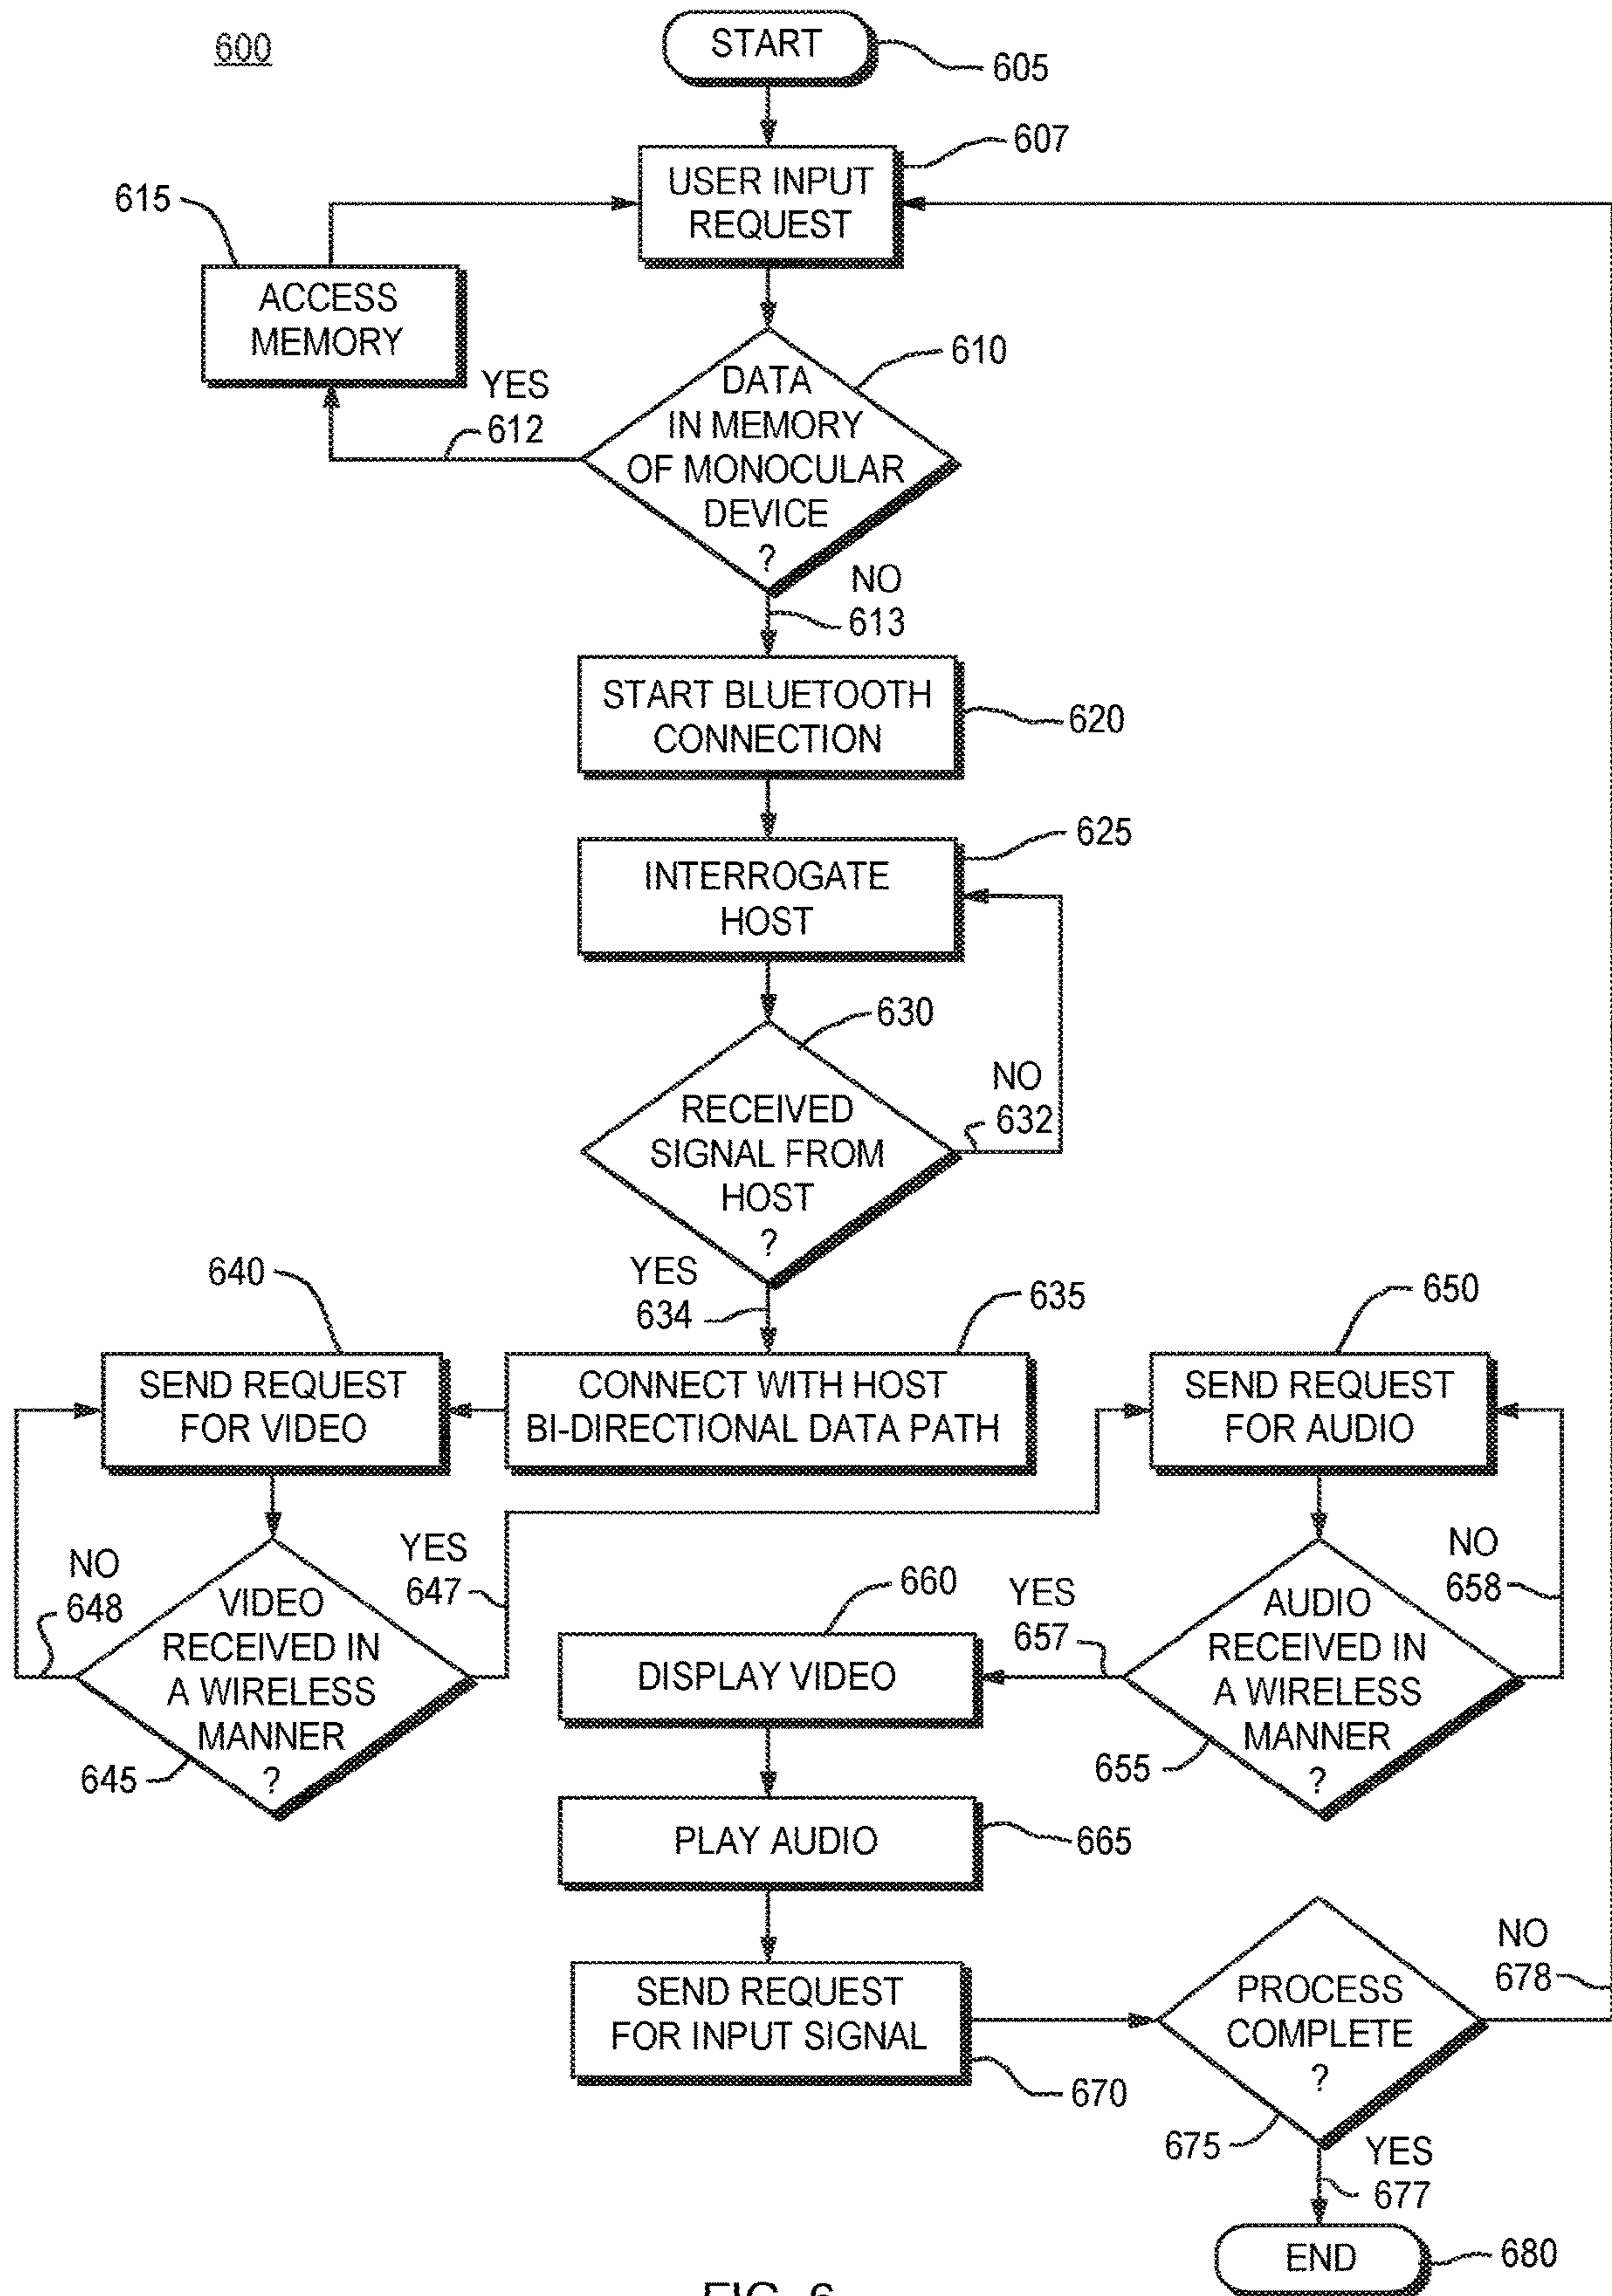 600
START
605
607
USER INPUT
REQUEST
615
ACCESS
MEMORY
610
DATA
IN MEMORY
OF MONOCULAR
DEVICE
?
YES
612
NO
613
START BLUETOOTH
CONNECTION
620
625
INTERROGATE
HOST
630
RECEIVED
SIGNAL FROM
HOST
?
NO
632
YES
634
635
CONNECT WITH HOST
BI-DIRECTIONAL DATA PATH
640
SEND REQUEST
FOR VIDEO
650
SEND REQUEST
FOR AUDIO
NO
648
VIDEO
RECEIVED IN
A WIRELESS
MANNER
?
645
YES
647
AUDIO
RECEIVED IN
A WIRELESS
MANNER
?
655
NO
658
YES
657
660
DISPLAY VIDEO
PLAY AUDIO
665
SEND REQUEST
FOR INPUT SIGNAL
670
PROCESS
COMPLETE
?
675
NO
678
YES
677
END
680
FIG. 6